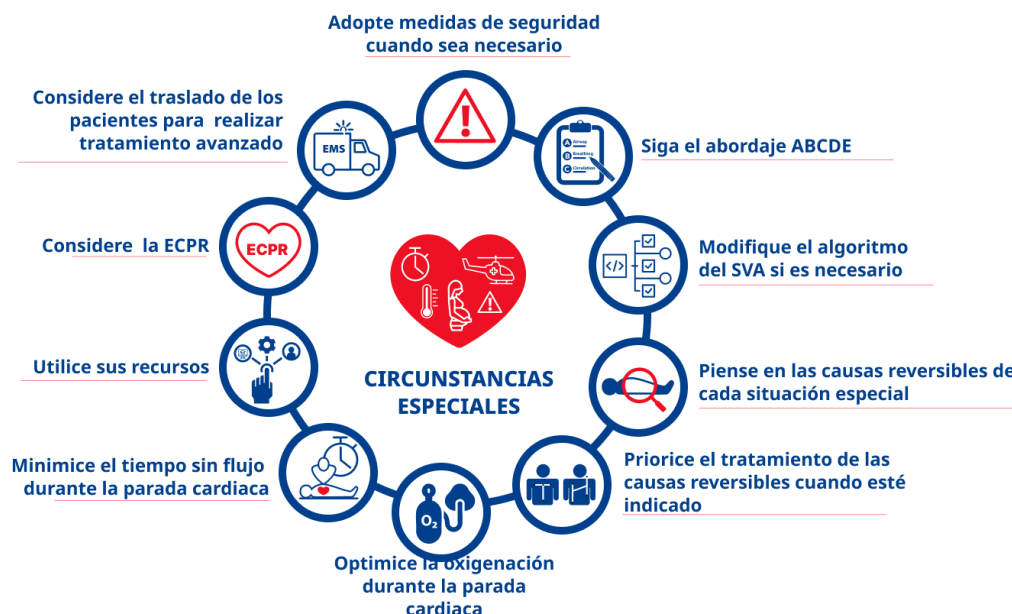 Adopte medidas de seguridad
cuando sea necesario
Considere el traslado de los
pacientes para realizar
tratamiento avanzado
EMS
A Airway
B Breathing
C Circulation
Siga el abordaje ABCDE
Considere la ECPR
ECPR
</>
Modifique el algoritmo
del SVA si es necesario
Utilice sus recursos
CIRCUNSTANCIAS
ESPECIALES
Piense en las causas reversibles de
cada situación especial
Minimice el tiempo sin flujo
durante la parada cardiaca
O₂
Priorice el tratamiento de las
causas reversibles cuando esté
indicado
Optimice la oxigenación
durante la parada
cardiaca